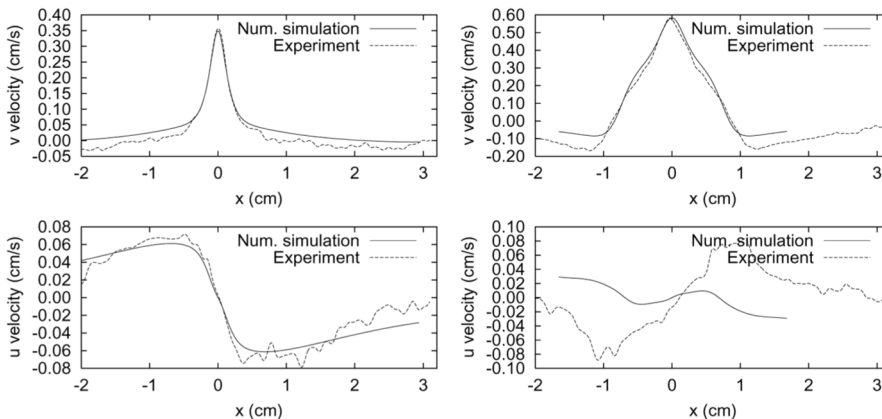 0.40
0.35
0.30
0.25
0.20
0.15
0.10
0.05
0.00
-0.05
v velocity (cm/s)
Num. simulation
Experiment
-2 -1 0 1 2 3
x (cm)
0.60
0.50
0.40
0.30
0.20
0.10
0.00
-0.10
-0.20
v velocity (cm/s)
Num. simulation
Experiment
-2 -1 0 1 2 3
x (cm)
0.08
0.06
0.04
0.02
0.00
-0.02
-0.04
-0.06
-0.08
u velocity (cm/s)
Num. simulation
Experiment
-2 -1 0 1 2 3
x (cm)
0.10
0.08
0.06
0.04
0.02
0.00
-0.02
-0.04
-0.06
-0.08
-0.10
u velocity (cm/s)
Num. simulation
Experiment
-2 -1 0 1 2 3
x (cm)